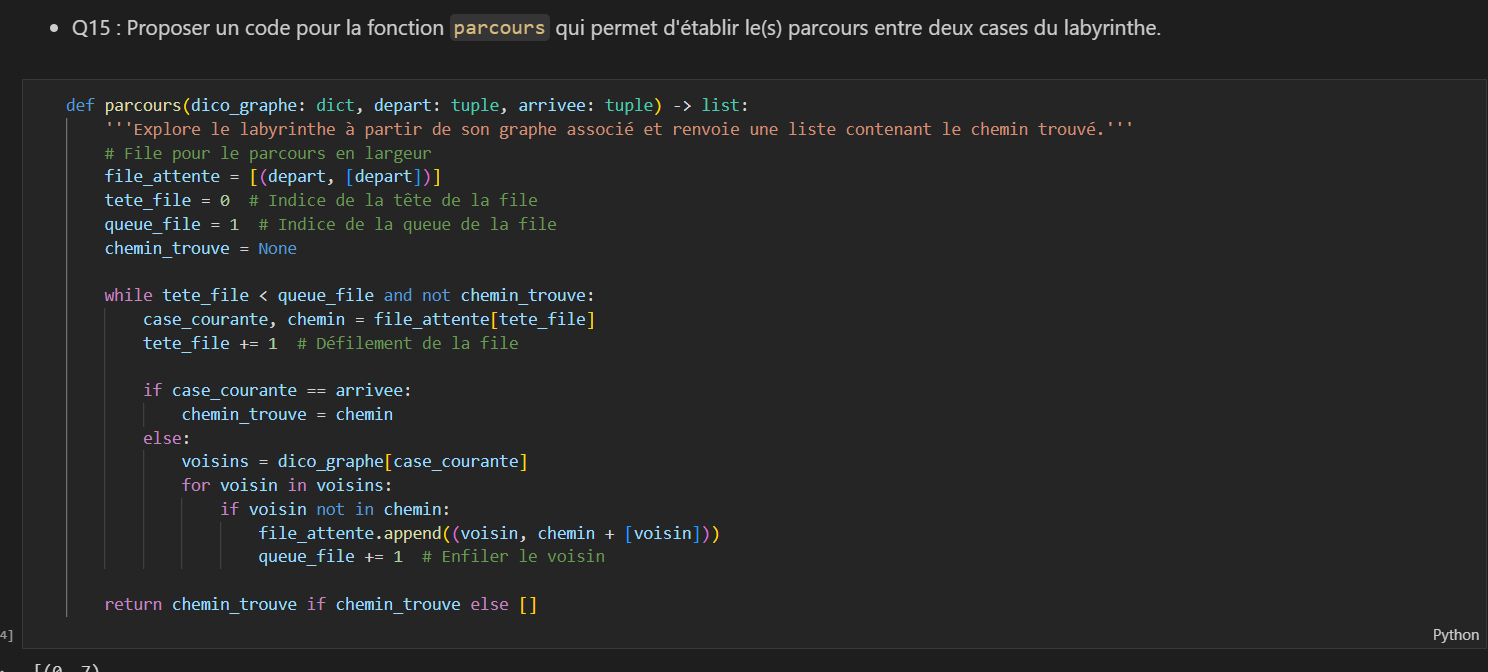 • Q15 : Proposer un code pour la fonction parcours qui permet d'établir le(s) parcours entre deux cases du labyrinthe.
def parcours(dico_graphe: dict, depart: tuple, arrivee: tuple) -> list:
    '''Explore le labyrinthe à partir de son graphe associé et renvoie une liste contenant le chemin trouvé.'''
    # File pour le parcours en largeur
    file_attente = [(depart, [depart])]
    tete_file = 0  # Indice de la tête de la file
    queue_file = 1  # Indice de la queue de la file
    chemin_trouve = None
    while tete_file < queue_file and not chemin_trouve:
        case_courante, chemin = file_attente[tete_file]
        tete_file += 1  # Défilement de la file
        if case_courante == arrivee:
            chemin_trouve = chemin
        else:
            voisins = dico_graphe[case_courante]
            for voisin in voisins:
                if voisin not in chemin:
                    file_attente.append((voisin, chemin + [voisin]))
                    queue_file += 1  # Enfiler le voisin
    return chemin_trouve if chemin_trouve else []
4]
Python
[(0, 7)